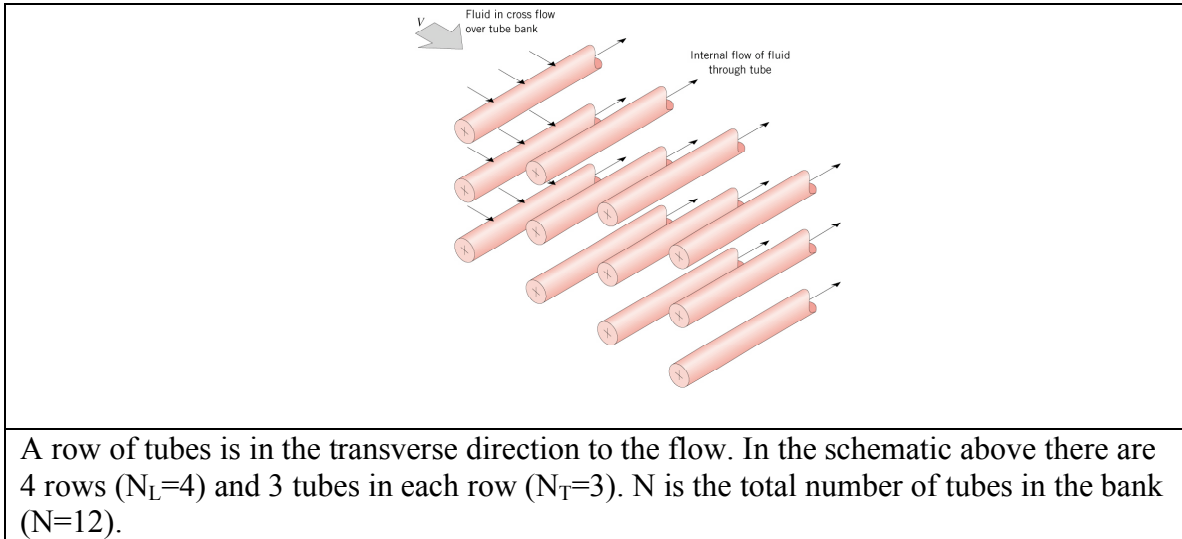 V
Fluid in cross flow
over tube bank
Internal flow of fluid
through tube
A row of tubes is in the transverse direction to the flow. In the schematic above there are
4 rows (N_L=4) and 3 tubes in each row (N_T=3). N is the total number of tubes in the bank
(N=12).